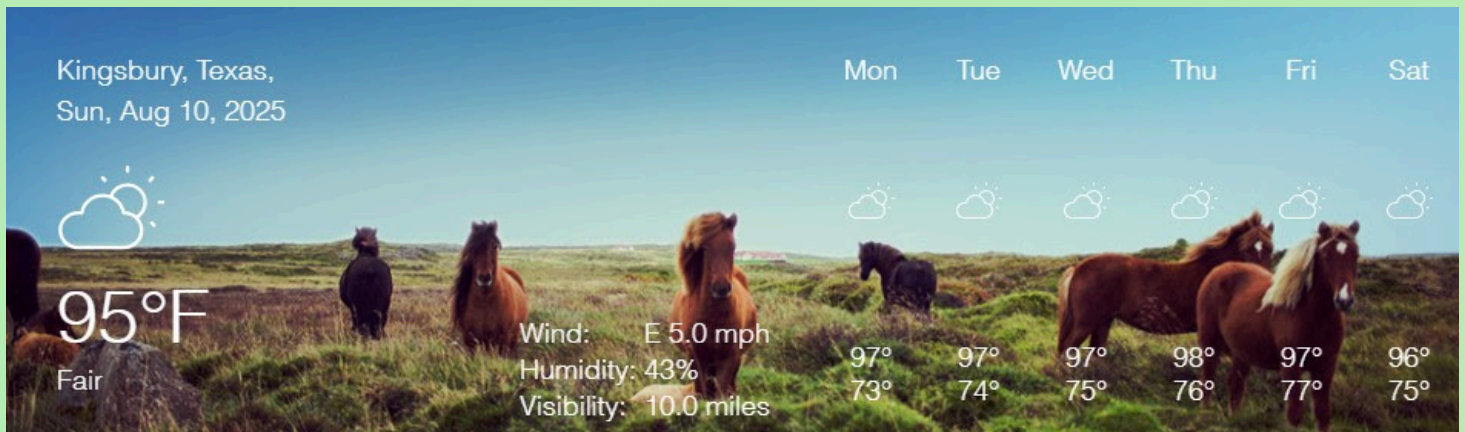 Kingsbury, Texas,
Sun, Aug 10, 2025
95°F
Fair
Wind: E 5.0 mph
Humidity: 43%
Visibility: 10.0 miles
Mon Tue Wed Thu Fri Sat
97° 97° 97° 98° 97° 96°
73° 74° 75° 76° 77° 75°